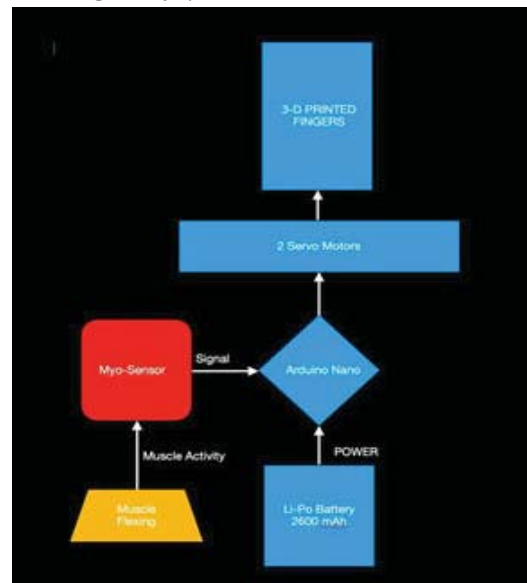 3-D PRINTED
FINGERS
2 Servo Motors
Myo-Sensor
Signal
Arduino Nano
Muscle Activity
POWER
Muscle
Flexing
Li-Po Battery
2600 mAh